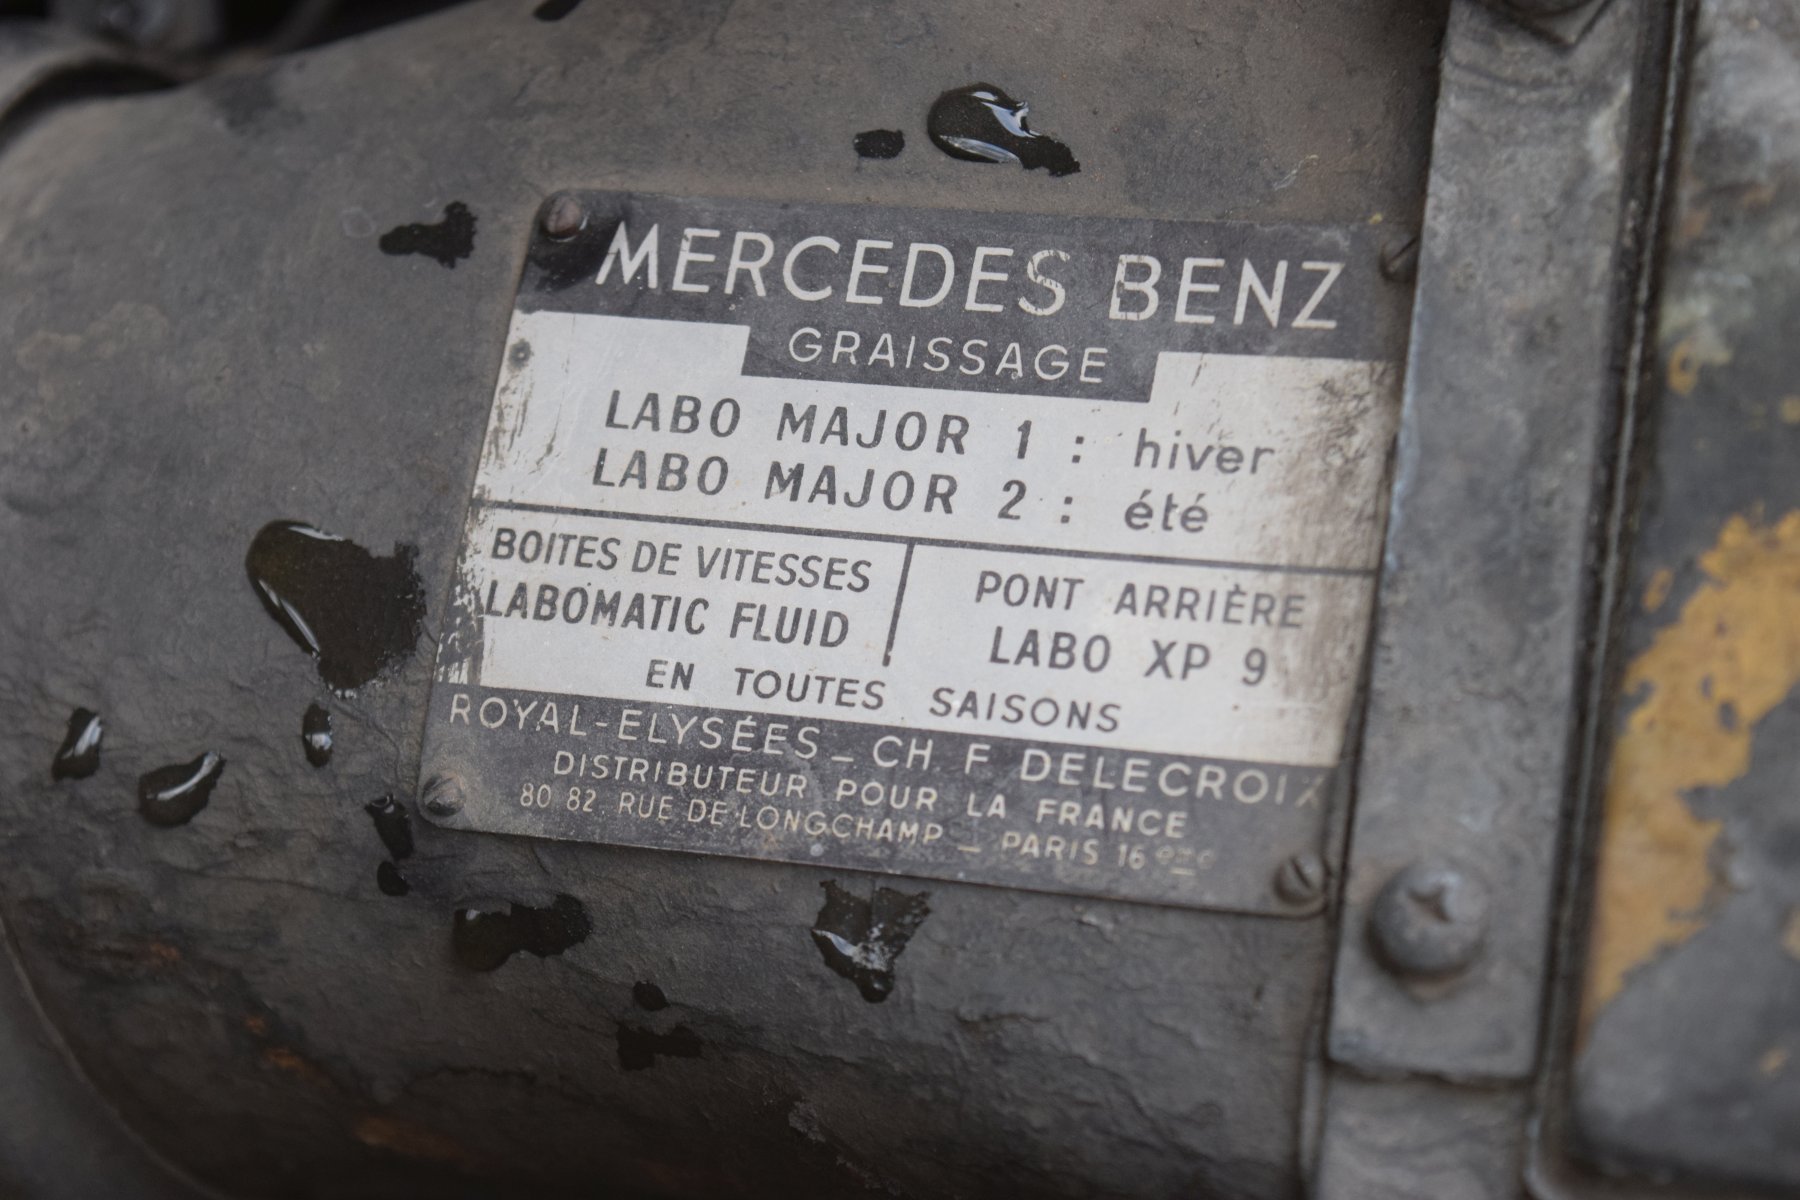 MERCEDES BENZ
GRAISSAGE
LABO MAJOR 1 : hiver
LABO MAJOR 2 : été
BOITES DE VITESSES
LABOMATIC FLUID
PONT ARRIÈRE
LABO XP 9
EN TOUTES SAISONS
ROYAL-ELYSÉES _ CH. F DELECROIX
DISTRIBUTEUR POUR LA FRANCE
80 82. RUE DE LONGCHAMP _ PARIS 16 eme